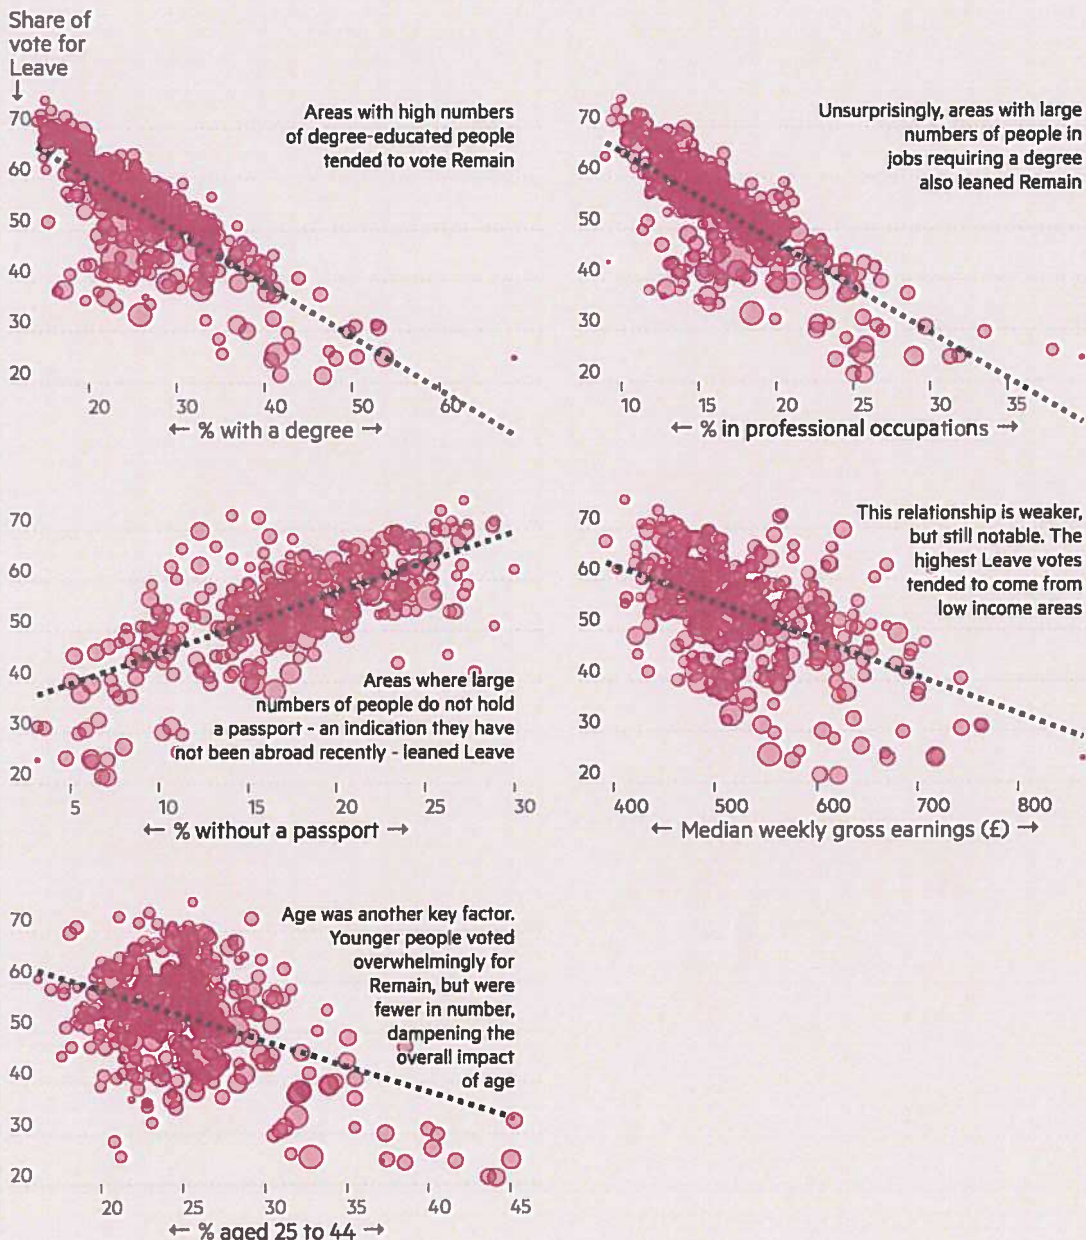 Share of
vote for
Leave
↓
70
60
50
40
30
20
Areas with high numbers
of degree-educated people
tended to vote Remain
20 30 40 50 60
← % with a degree →
70
60
50
40
30
20
Unsurprisingly, areas with large
numbers of people in
jobs requiring a degree
also leaned Remain
10 15 20 25 30 35
← % in professional occupations →
70
60
50
40
30
20
Areas where large
numbers of people do not hold
a passport - an indication they have
not been abroad recently - leaned Leave
5 10 15 20 25 30
← % without a passport →
70
60
50
40
30
20
This relationship is weaker,
but still notable. The
highest Leave votes
tended to come from
low income areas
400 500 600 700 800
← Median weekly gross earnings (£) →
70
60
50
40
30
20
Age was another key factor.
Younger people voted
overwhelmingly for
Remain, but were
fewer in number,
dampening the
overall impact
of age
20 25 30 35 40 45
← % aged 25 to 44 →